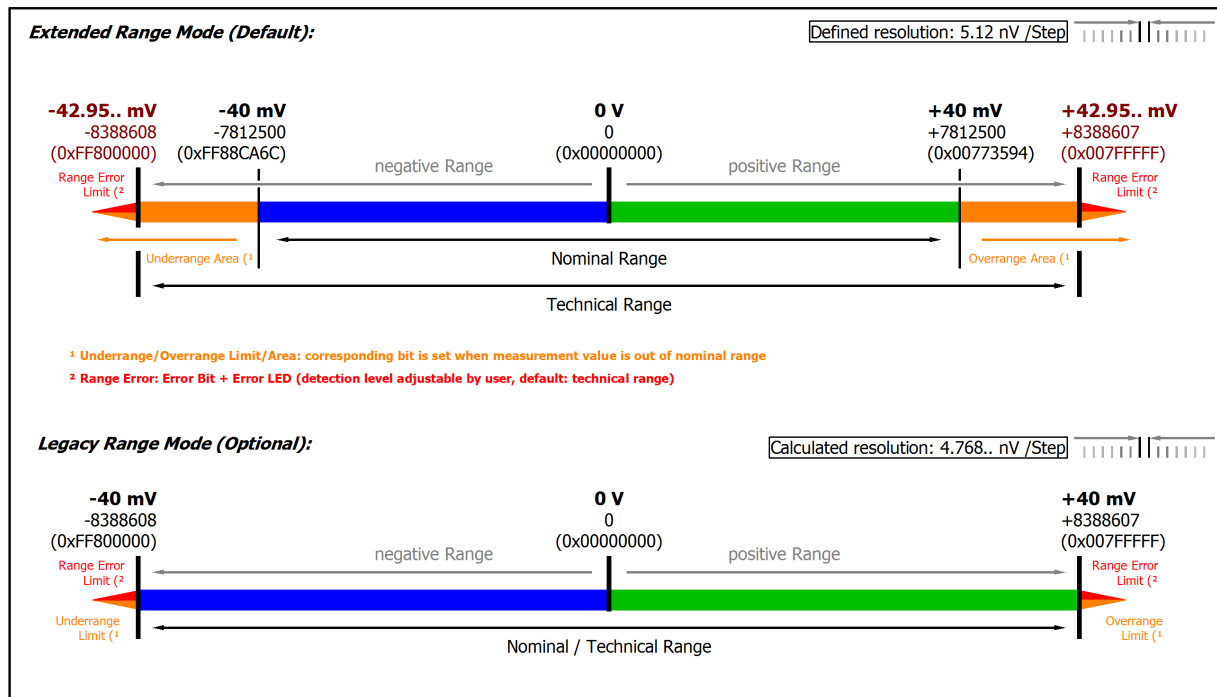 Extended Range Mode (Default):
Defined resolution: 5.12 nV /Step
-42.95.. mV
-8388608
(0xFF800000)
-40 mV
-7812500
(0xFF88CA6C)
0 V
0
(0x00000000)
+40 mV
+7812500
(0x00773594)
+42.95.. mV
+8388607
(0x007FFFFF)
negative Range
positive Range
Range Error
Limit (²
Range Error
Limit (²
Underrange Area (¹
Nominal Range
Overrange Area (¹
Technical Range
¹ Underrange/Overrange Limit/Area: corresponding bit is set when measurement value is out of nominal range
² Range Error: Error Bit + Error LED (detection level adjustable by user, default: technical range)
Legacy Range Mode (Optional):
Calculated resolution: 4.768.. nV /Step
-40 mV
-8388608
(0xFF800000)
0 V
0
(0x00000000)
+40 mV
+8388607
(0x007FFFFF)
negative Range
positive Range
Range Error
Limit (²
Range Error
Limit (²
Underrange
Limit (¹
Overrange
Limit (¹
Nominal / Technical Range